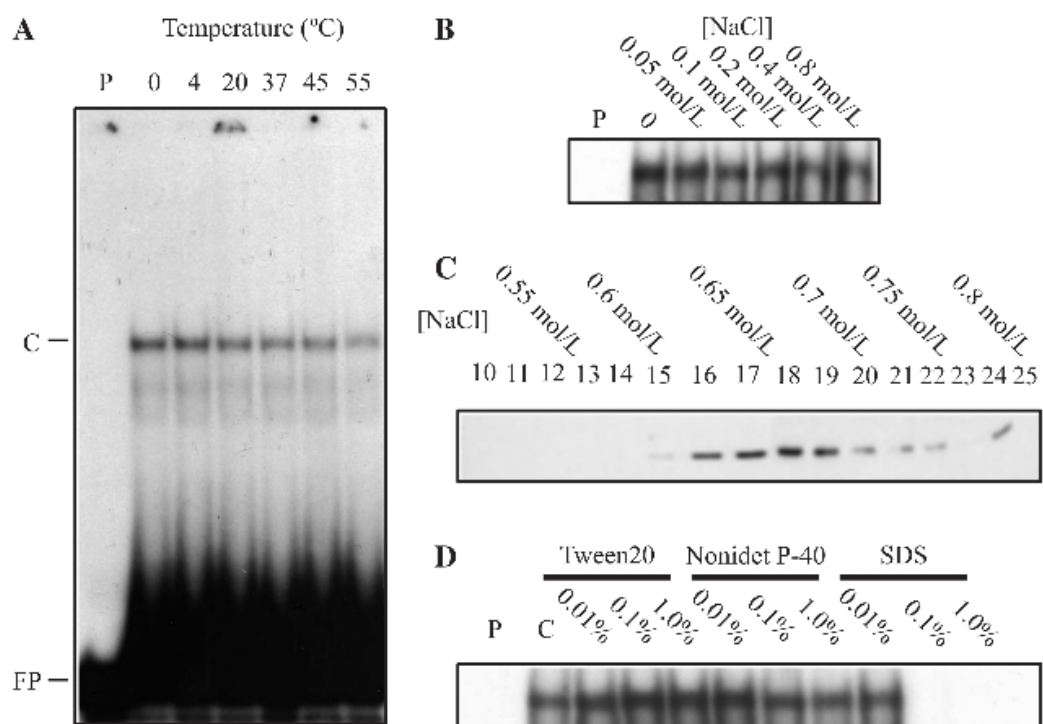 A
Temperature (ºC)
P 0 4 20 37 45 55
C
FP
B
[NaCl]
P 0 0.05 mol/L 0.1 mol/L 0.2 mol/L 0.4 mol/L 0.8 mol/L
C
[NaCl] 0.55 mol/L 0.6 mol/L 0.65 mol/L 0.7 mol/L 0.75 mol/L 0.8 mol/L
10 11 12 13 14 15 16 17 18 19 20 21 22 23 24 25
D
Tween20 Nonidet P-40 SDS
P C 0.01% 0.1% 1.0% 0.01% 0.1% 1.0% 0.01% 0.1% 1.0%